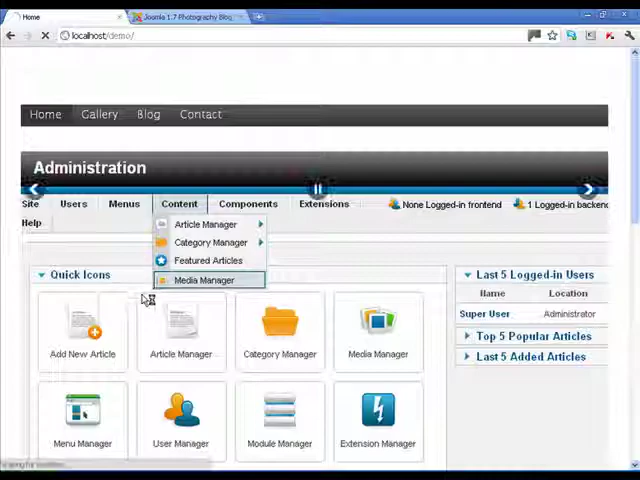 Home
Joomla 1.7 Photography Blog
localhost/demo/
Home Gallery Blog Contact
Administration
Site Users Menus Content Components Extensions None Logged-in frontend 1 Logged-in backend
Help
Article Manager
Category Manager
Featured Articles
Media Manager
Quick Icons
Add New Article Article Manager Category Manager Media Manager
Menu Manager User Manager Module Manager Extension Manager
Last 5 Logged-in Users
Name Location
Super User Administrator
Top 5 Popular Articles
Last 5 Added Articles